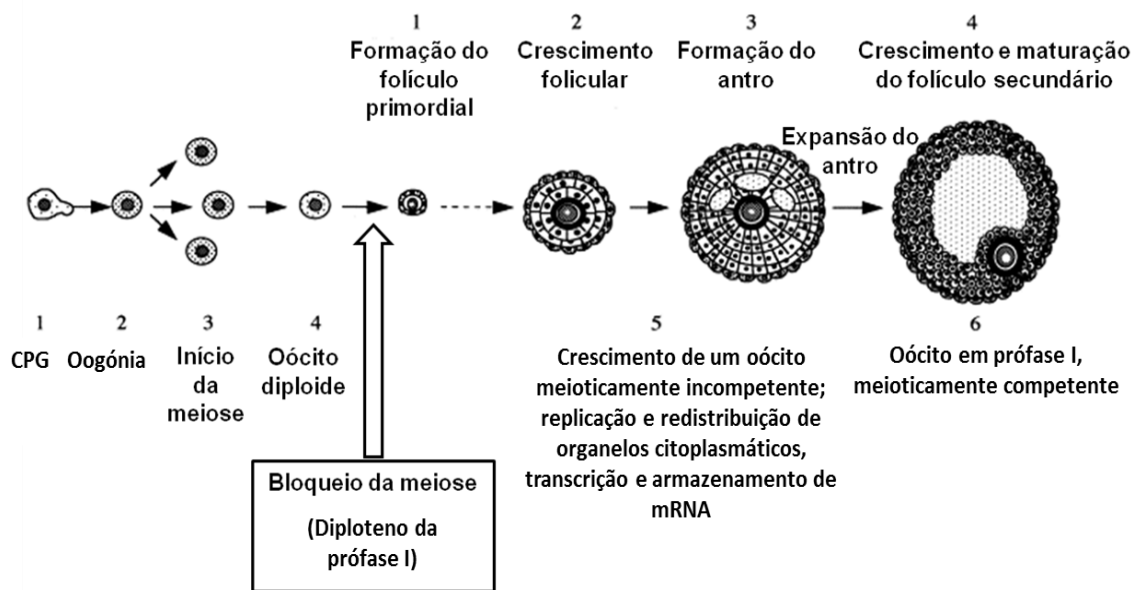 1
Formação do
folículo
primordial
2
Crescimento
folicular
3
Formação do
antro
4
Crescimento e maturação
do folículo secundário
Expansão do
antro
1
CPG
2
Oogónia
3
Início
da
meiose
4
Oócito
diploide
5
Crescimento de um oócito
meioticamente incompetente;
replicação e redistribuição de
organelos citoplasmáticos,
transcrição e armazenamento de
mRNA
6
Oócito em prófase I,
meioticamente competente
Bloqueio da meiose
(Diploteno da
prófase I)